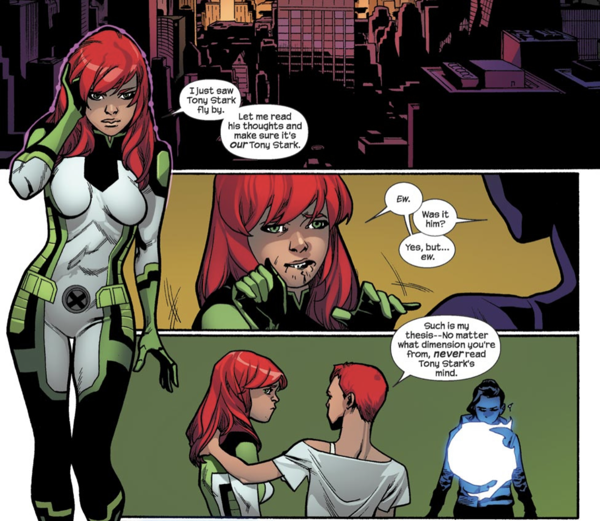 I just saw
Tony Stark
fly by.
Let me read
his thoughts and
make sure it's
our Tony Stark.
Ew.
Was it
him?
Yes, but...
ew.
Such is my
thesis--No matter
what dimension you're
from, never read
Tony Stark's
mind.